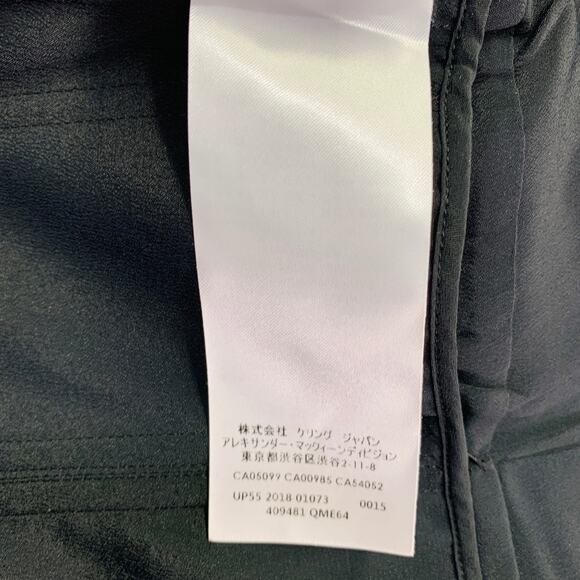 株式会社 ケリング ジャパン
アレキサンダー・マックィーンディビジョン
東京都渋谷区渋谷2-11-8
CA05099 CA00985 CA54052
UP55 2018 01073 0015
409481 QME64